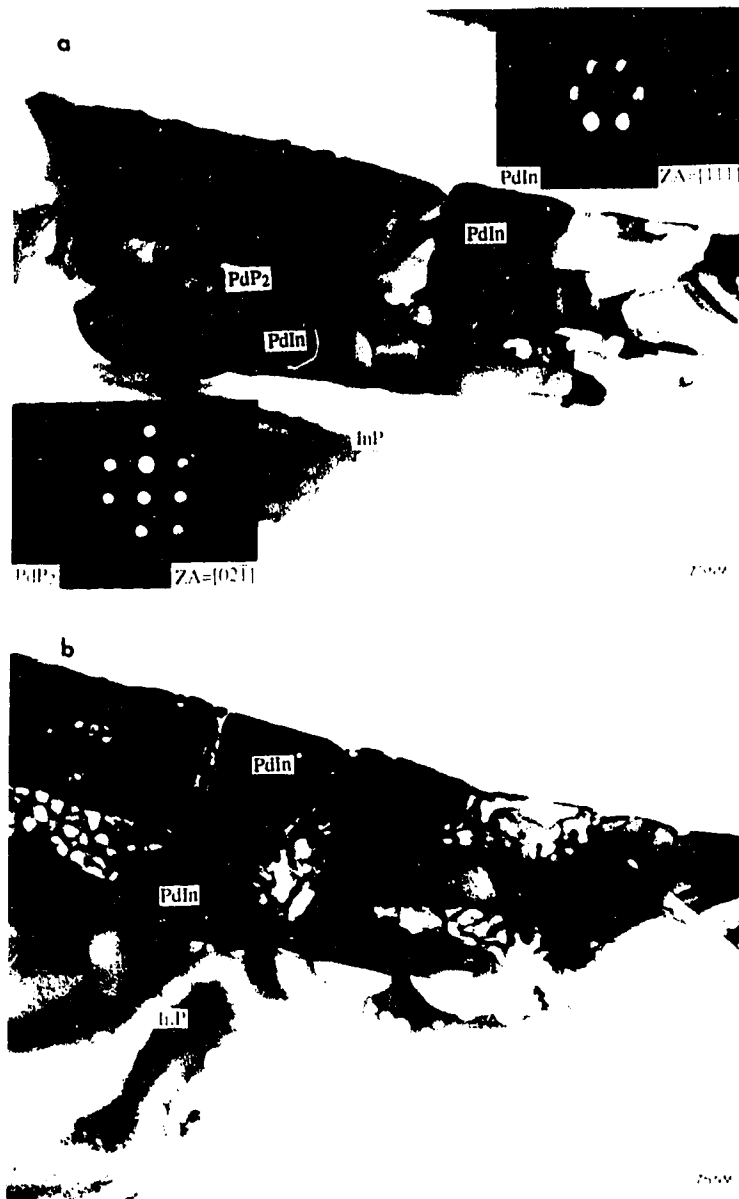 a
PdIn ZA=[111]
PdIn
PdP2
PdIn
InP
PdP2 ZA=[021̄]
b
PdIn
PdIn
InP